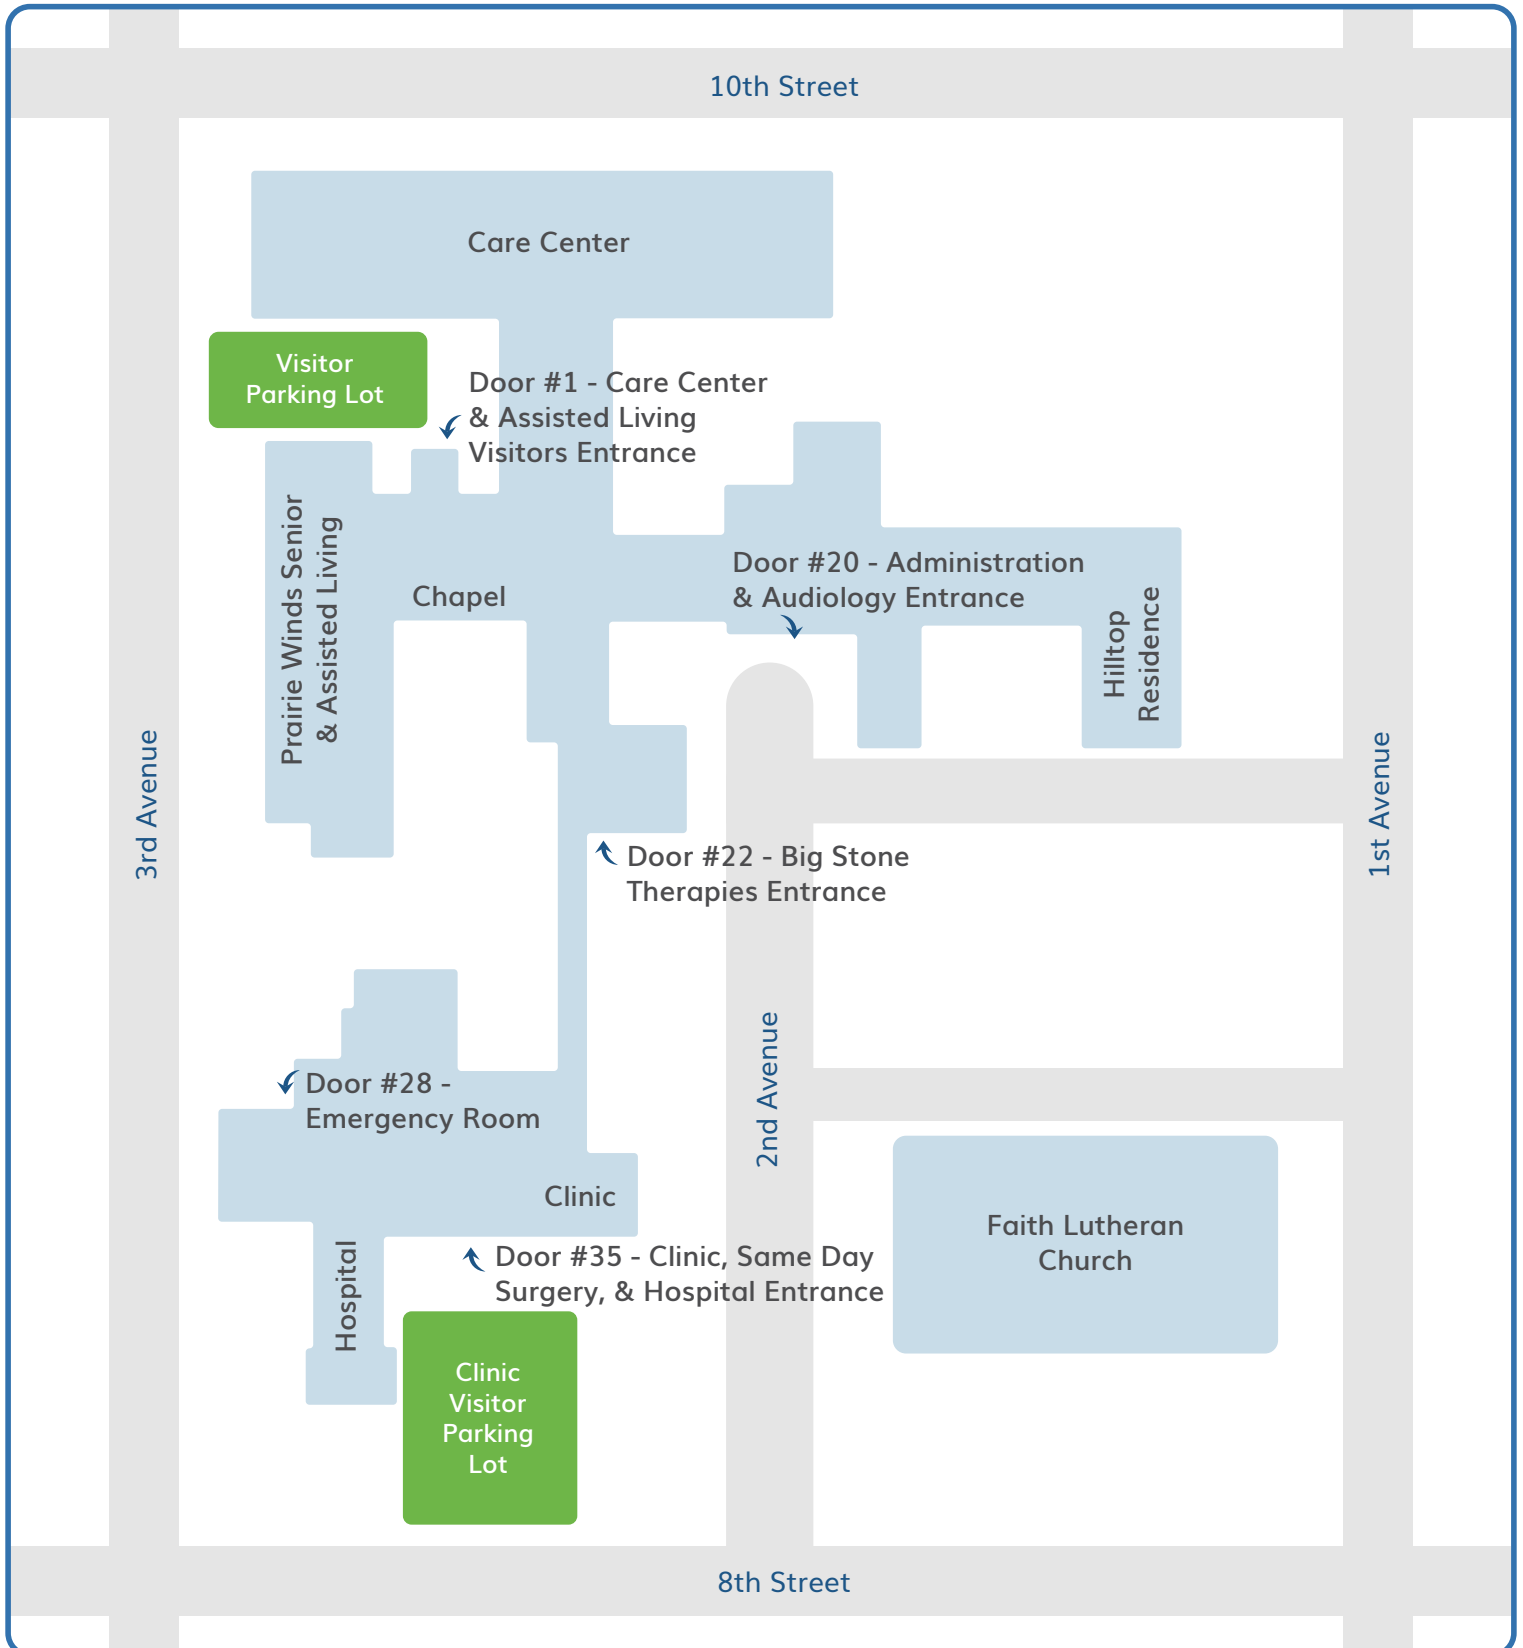 10th Street
Care Center
Visitor
Parking Lot
Door #1 - Care Center
& Assisted Living
Visitors Entrance
Prairie Winds Senior
& Assisted Living
Chapel
Door #20 - Administration
& Audiology Entrance
Hilltop
Residence
3rd Avenue
1st Avenue
Door #22 - Big Stone
Therapies Entrance
2nd Avenue
Door #28 -
Emergency Room
Clinic
Faith Lutheran
Church
Hospital
Door #35 - Clinic, Same Day
Surgery, & Hospital Entrance
Clinic
Visitor
Parking
Lot
8th Street